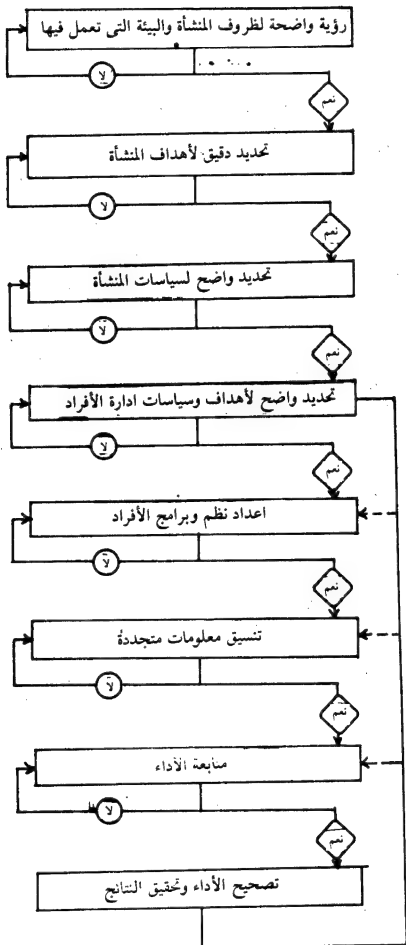 رؤية واضحة لظروف المنشأة والبيئة التى تعمل فيها
لا
نعم
تحديد دقيق لأهداف المنشأة
لا
نعم
تحديد واضح لسياسات المنشأة
لا
نعم
تحديد واضح لأهداف وسياسات ادارة الأفراد
لا
نعم
اعداد نظم وبرامج الأفراد
لا
نعم
تنسيق معلومات متجددة
لا
نعم
متابعة الأداء
لا
نعم
تصحيح الأداء وتحقيق النتائج